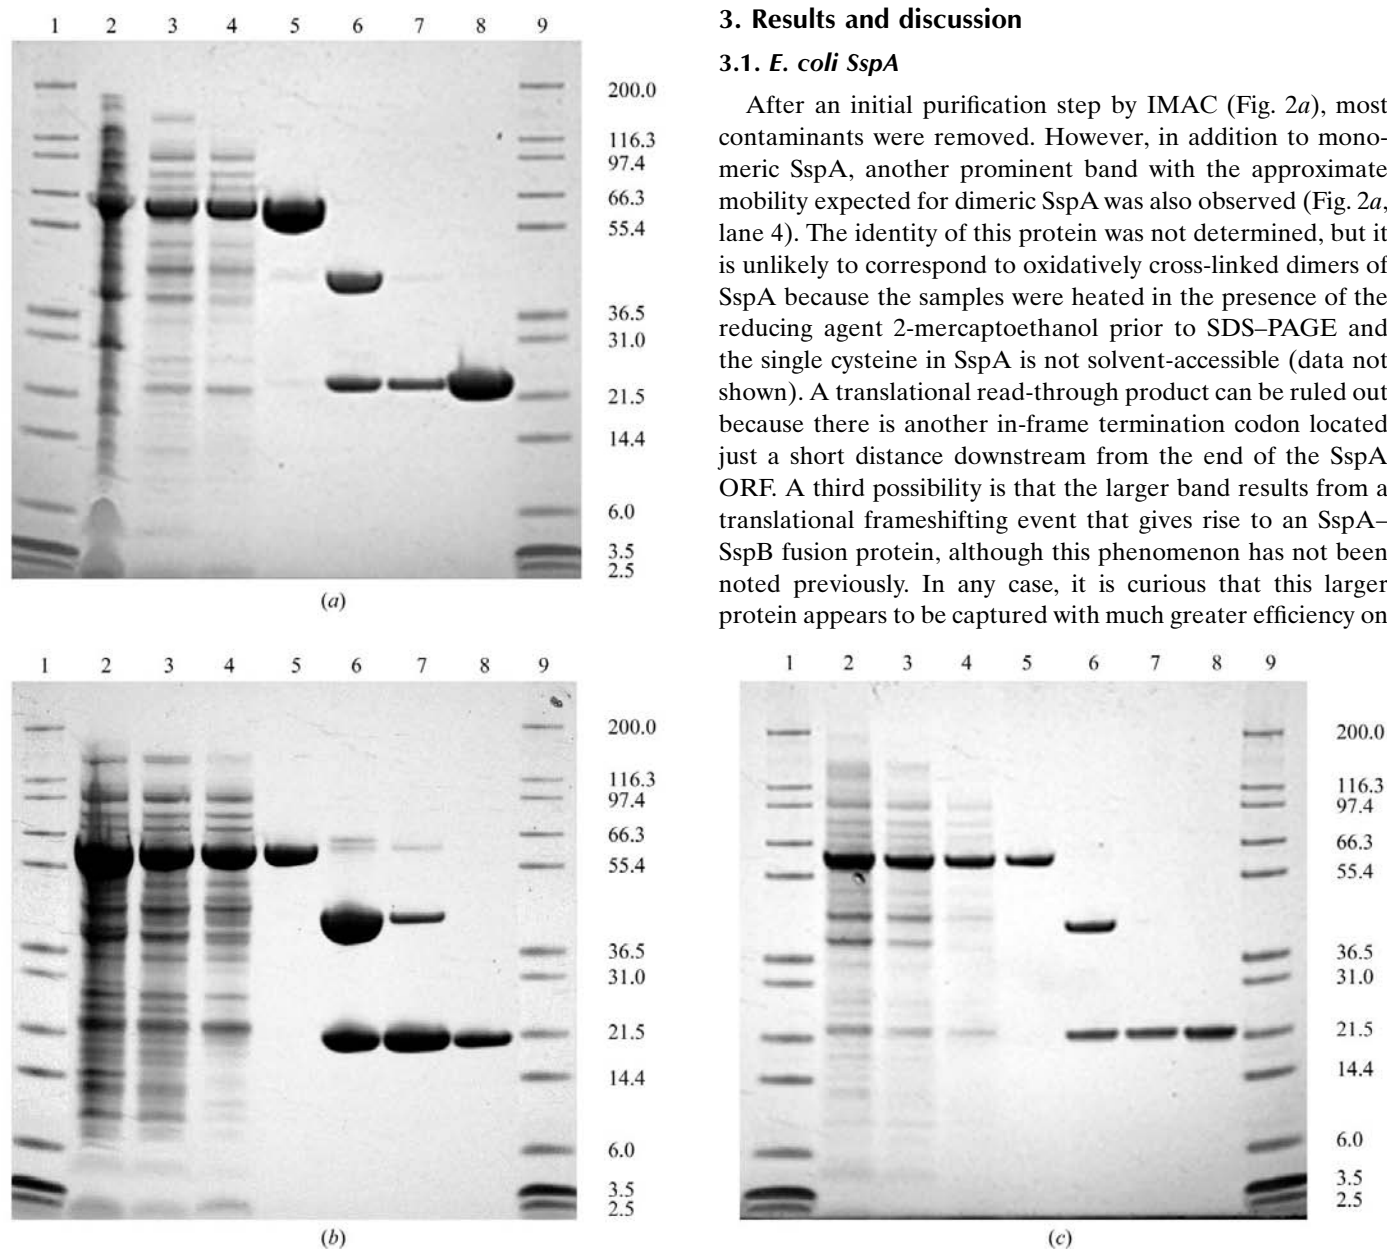 1 2 3 4 5 6 7 8 9
200.0
116.3
97.4
66.3
55.4
36.5
31.0
21.5
14.4
6.0
3.5
2.5
(a)
3. Results and discussion
3.1. E. coli SspA
After an initial purification step by IMAC (Fig. 2a), most
contaminants were removed. However, in addition to mono-
meric SspA, another prominent band with the approximate
mobility expected for dimeric SspA was also observed (Fig. 2a,
lane 4). The identity of this protein was not determined, but it
is unlikely to correspond to oxidatively cross-linked dimers of
SspA because the samples were heated in the presence of the
reducing agent 2-mercaptoethanol prior to SDS–PAGE and
the single cysteine in SspA is not solvent-accessible (data not
shown). A translational read-through product can be ruled out
because there is another in-frame termination codon located
just a short distance downstream from the end of the SspA
ORF. A third possibility is that the larger band results from a
translational frameshifting event that gives rise to an SspA–
SspB fusion protein, although this phenomenon has not been
noted previously. In any case, it is curious that this larger
protein appears to be captured with much greater efficiency on
1 2 3 4 5 6 7 8 9
200.0
116.3
97.4
66.3
55.4
36.5
31.0
21.5
14.4
6.0
3.5
2.5
(b)
1 2 3 4 5 6 7 8 9
200.0
116.3
97.4
66.3
55.4
36.5
31.0
21.5
14.4
6.0
3.5
2.5
(c)